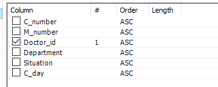 Column # Order Length
C_number ASC
M_number ASC
Doctor_id 1 ASC
Department ASC
Situation ASC
C_day ASC